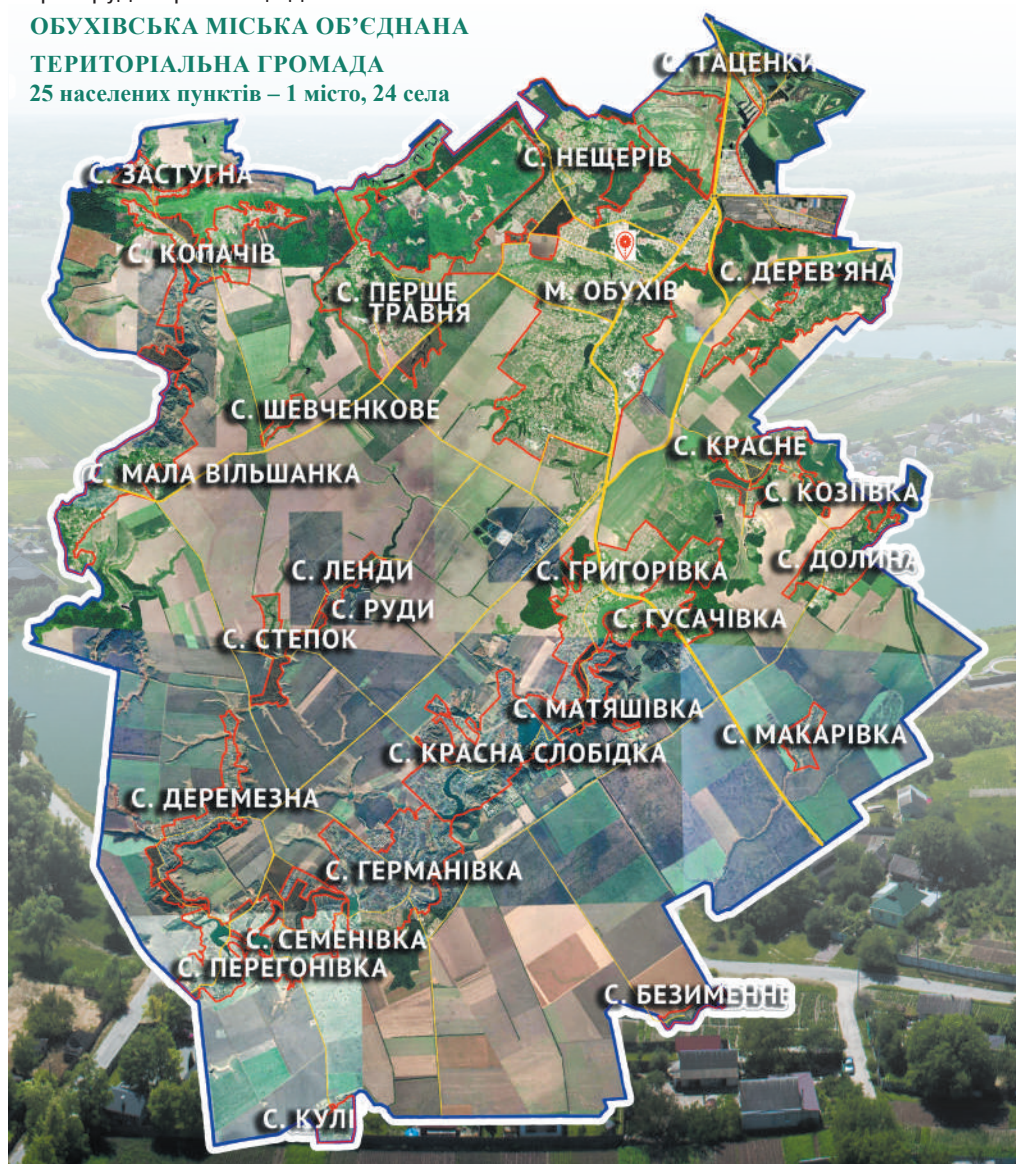 ОБУХІВСЬКА МІСЬКА ОБ’ЄДНАНА
ТЕРИТОРІАЛЬНА ГРОМАДА
25 населених пунктів – 1 місто, 24 села
С. ТАЦЕНКИ
С. НЕЩЕРІВ
С. ЗАСТУГНА
С. КОПАЧІВ
С. ДЕРЕВ'ЯНА
С. ПЕРШЕ
ТРАВНЯ
М. ОБУХІВ
С. ШЕВЧЕНКОВЕ
С. КРАСНЕ
С. МАЛА ВІЛЬШАНКА
С. КОЗІЇВКА
С. ДОЛИНА
С. ЛЕНДИ
С. ГРИГОРІВКА
С. РУДИ
С. ГУСАЧІВКА
С. СТЕПОК
С. МАТЯШІВКА
С. МАКАРІВКА
С. КРАСНА СЛОБІДКА
С. ДЕРЕМЕЗНА
С. ГЕРМАНІВКА
С. СЕМЕНІВКА
С. ПЕРЕГОНІВКА
С. БЕЗИМЕННЕ
С. КУЛІ